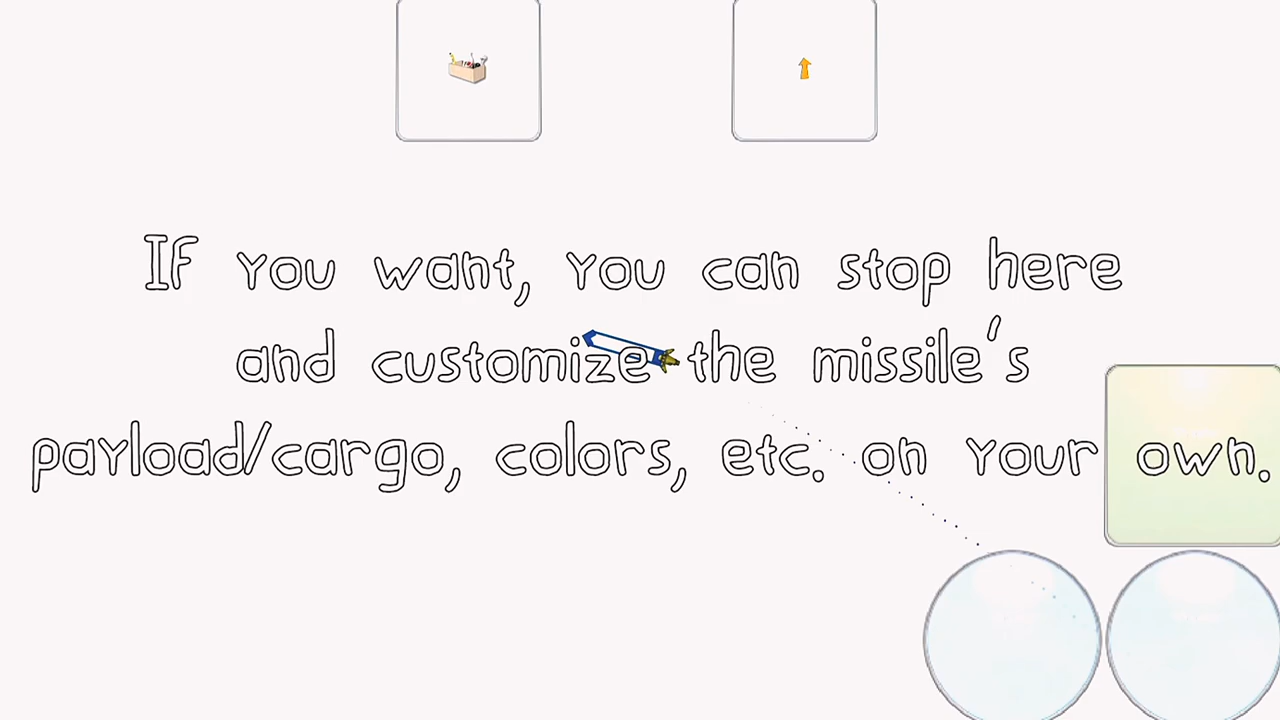 If you want, you can stop here
and customize the missile's
payload/cargo, colors, etc. on your own.